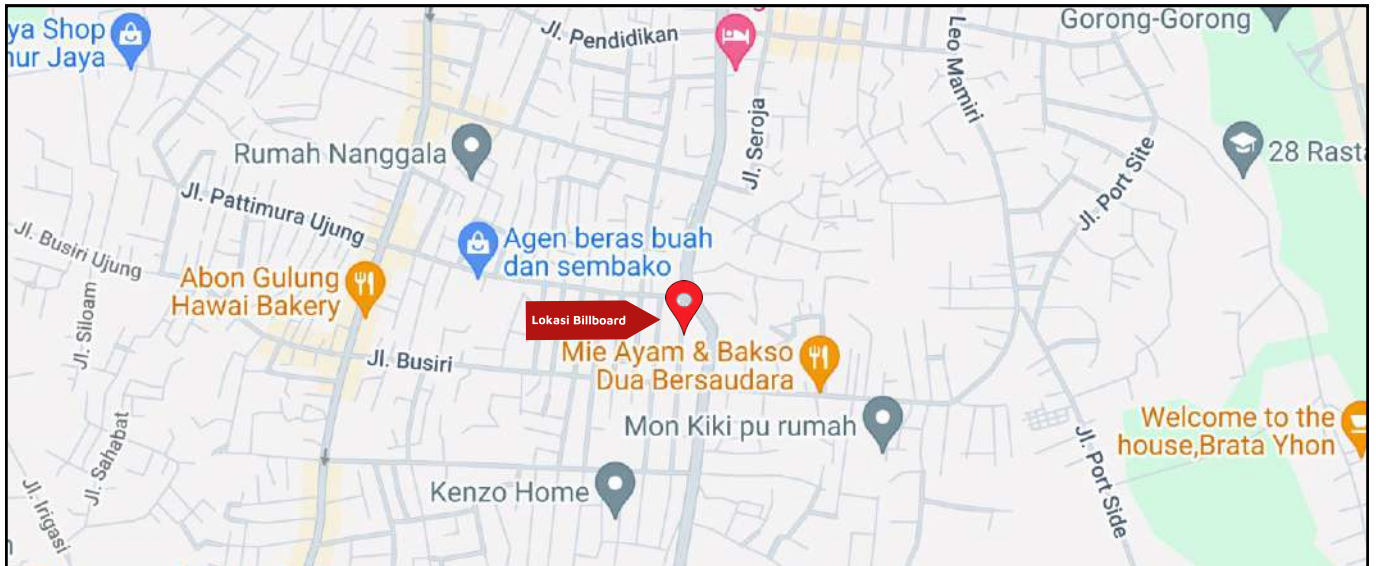 ya Shop
nur Jaya
Jl. Pendidikan
Gorong-Gorong
Leo Mamiri
Jl. Seroja
Rumah Nanggala
28 Rasta
Jl. Port Site
Jl. Pattimura Ujung
Jl. Busiri Ujung
Agen beras buah
dan sembako
Abon Gulung
Hawai Bakery
Jl. Siloam
Lokasi Billboard
Jl. Busiri
Mie Ayam & Bakso
Dua Bersaudara
Mon Kiki pu rumah
Welcome to the
house,Brata Yhon
Jl. Sahabat
Jl. Port Side
Kenzo Home
Jl. Irigasi